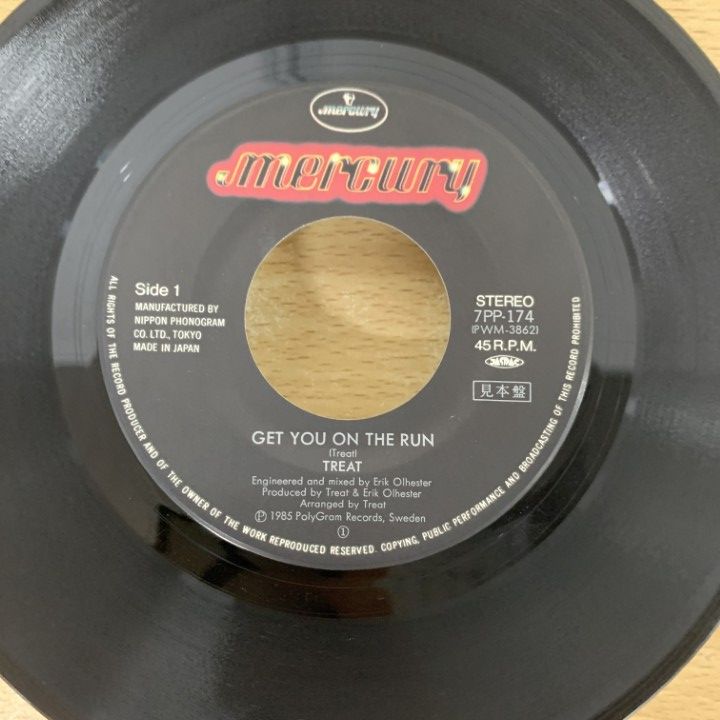 mercury
mercury
Side 1
MANUFACTURED BY
NIPPON PHONOGRAM
CO. LTD., TOKYO
MADE IN JAPAN
STEREO
7PP-174
(PWM-3862)
45 R.P.M.
見本盤
GET YOU ON THE RUN
(Treat)
TREAT
Engineered and mixed by Erik Olhester
Produced by Treat & Erik Olhester
Arranged by Treat
Ⓟ 1985 PolyGram Records, Sweden
①
ALL RIGHTS OF THE RECORD PRODUCER AND OF THE OWNER OF THE WORK REPRODUCED RESERVED. COPYING, PUBLIC PERFORMANCE AND BROADCASTING OF THIS RECORD PROHIBITED